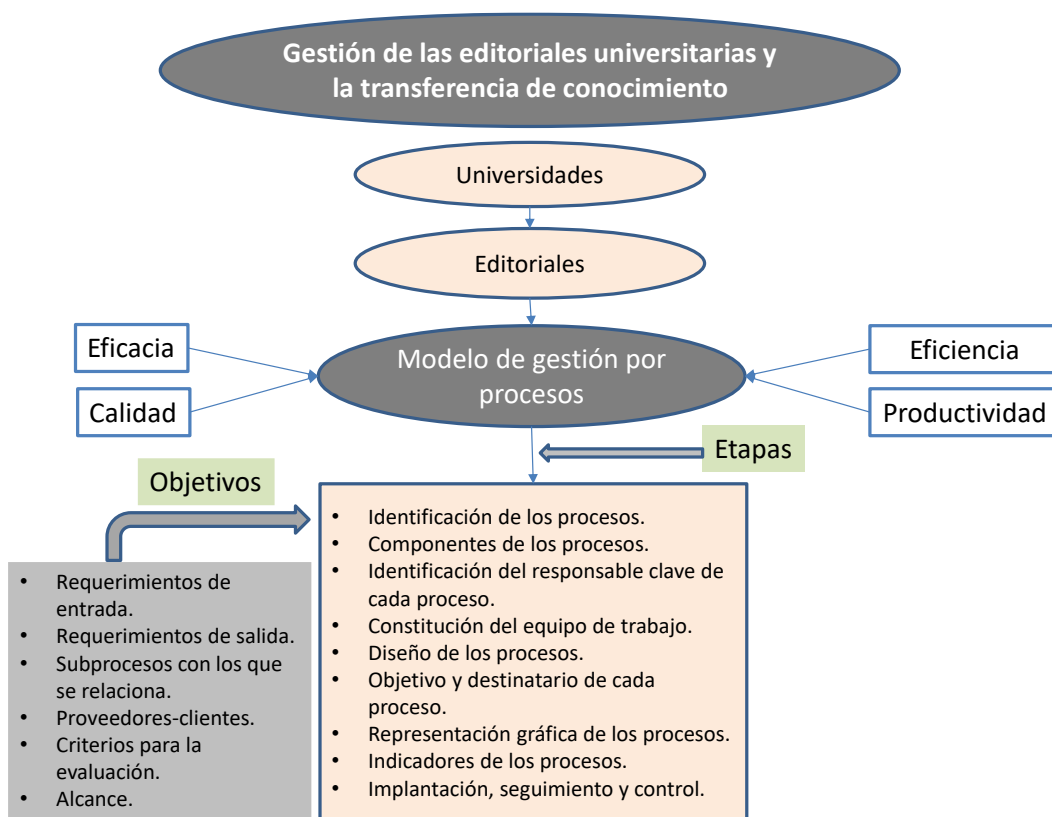 Gestión de las editoriales universitarias y
la transferencia de conocimiento
Universidades
Editoriales
Eficacia
Calidad
Modelo de gestión por
procesos
Eficiencia
Productividad
Etapas
Objetivos
• Requerimientos de
entrada.
• Requerimientos de salida.
• Subprocesos con los que
se relaciona.
• Proveedores-clientes.
• Criterios para la
evaluación.
• Alcance.
• Identificación de los procesos.
• Componentes de los procesos.
• Identificación del responsable clave de
cada proceso.
• Constitución del equipo de trabajo.
• Diseño de los procesos.
• Objetivo y destinatario de cada
proceso.
• Representación gráfica de los procesos.
• Indicadores de los procesos.
• Implantación, seguimiento y control.